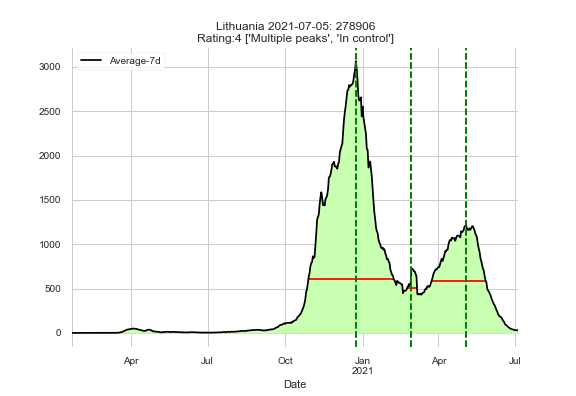 Lithuania 2021-07-05: 278906
Rating:4 ['Multiple peaks', 'In control']
Average-7d
3000
2500
2000
1500
1000
500
0
Apr Jul Oct Jan Apr Jul
2021
Date